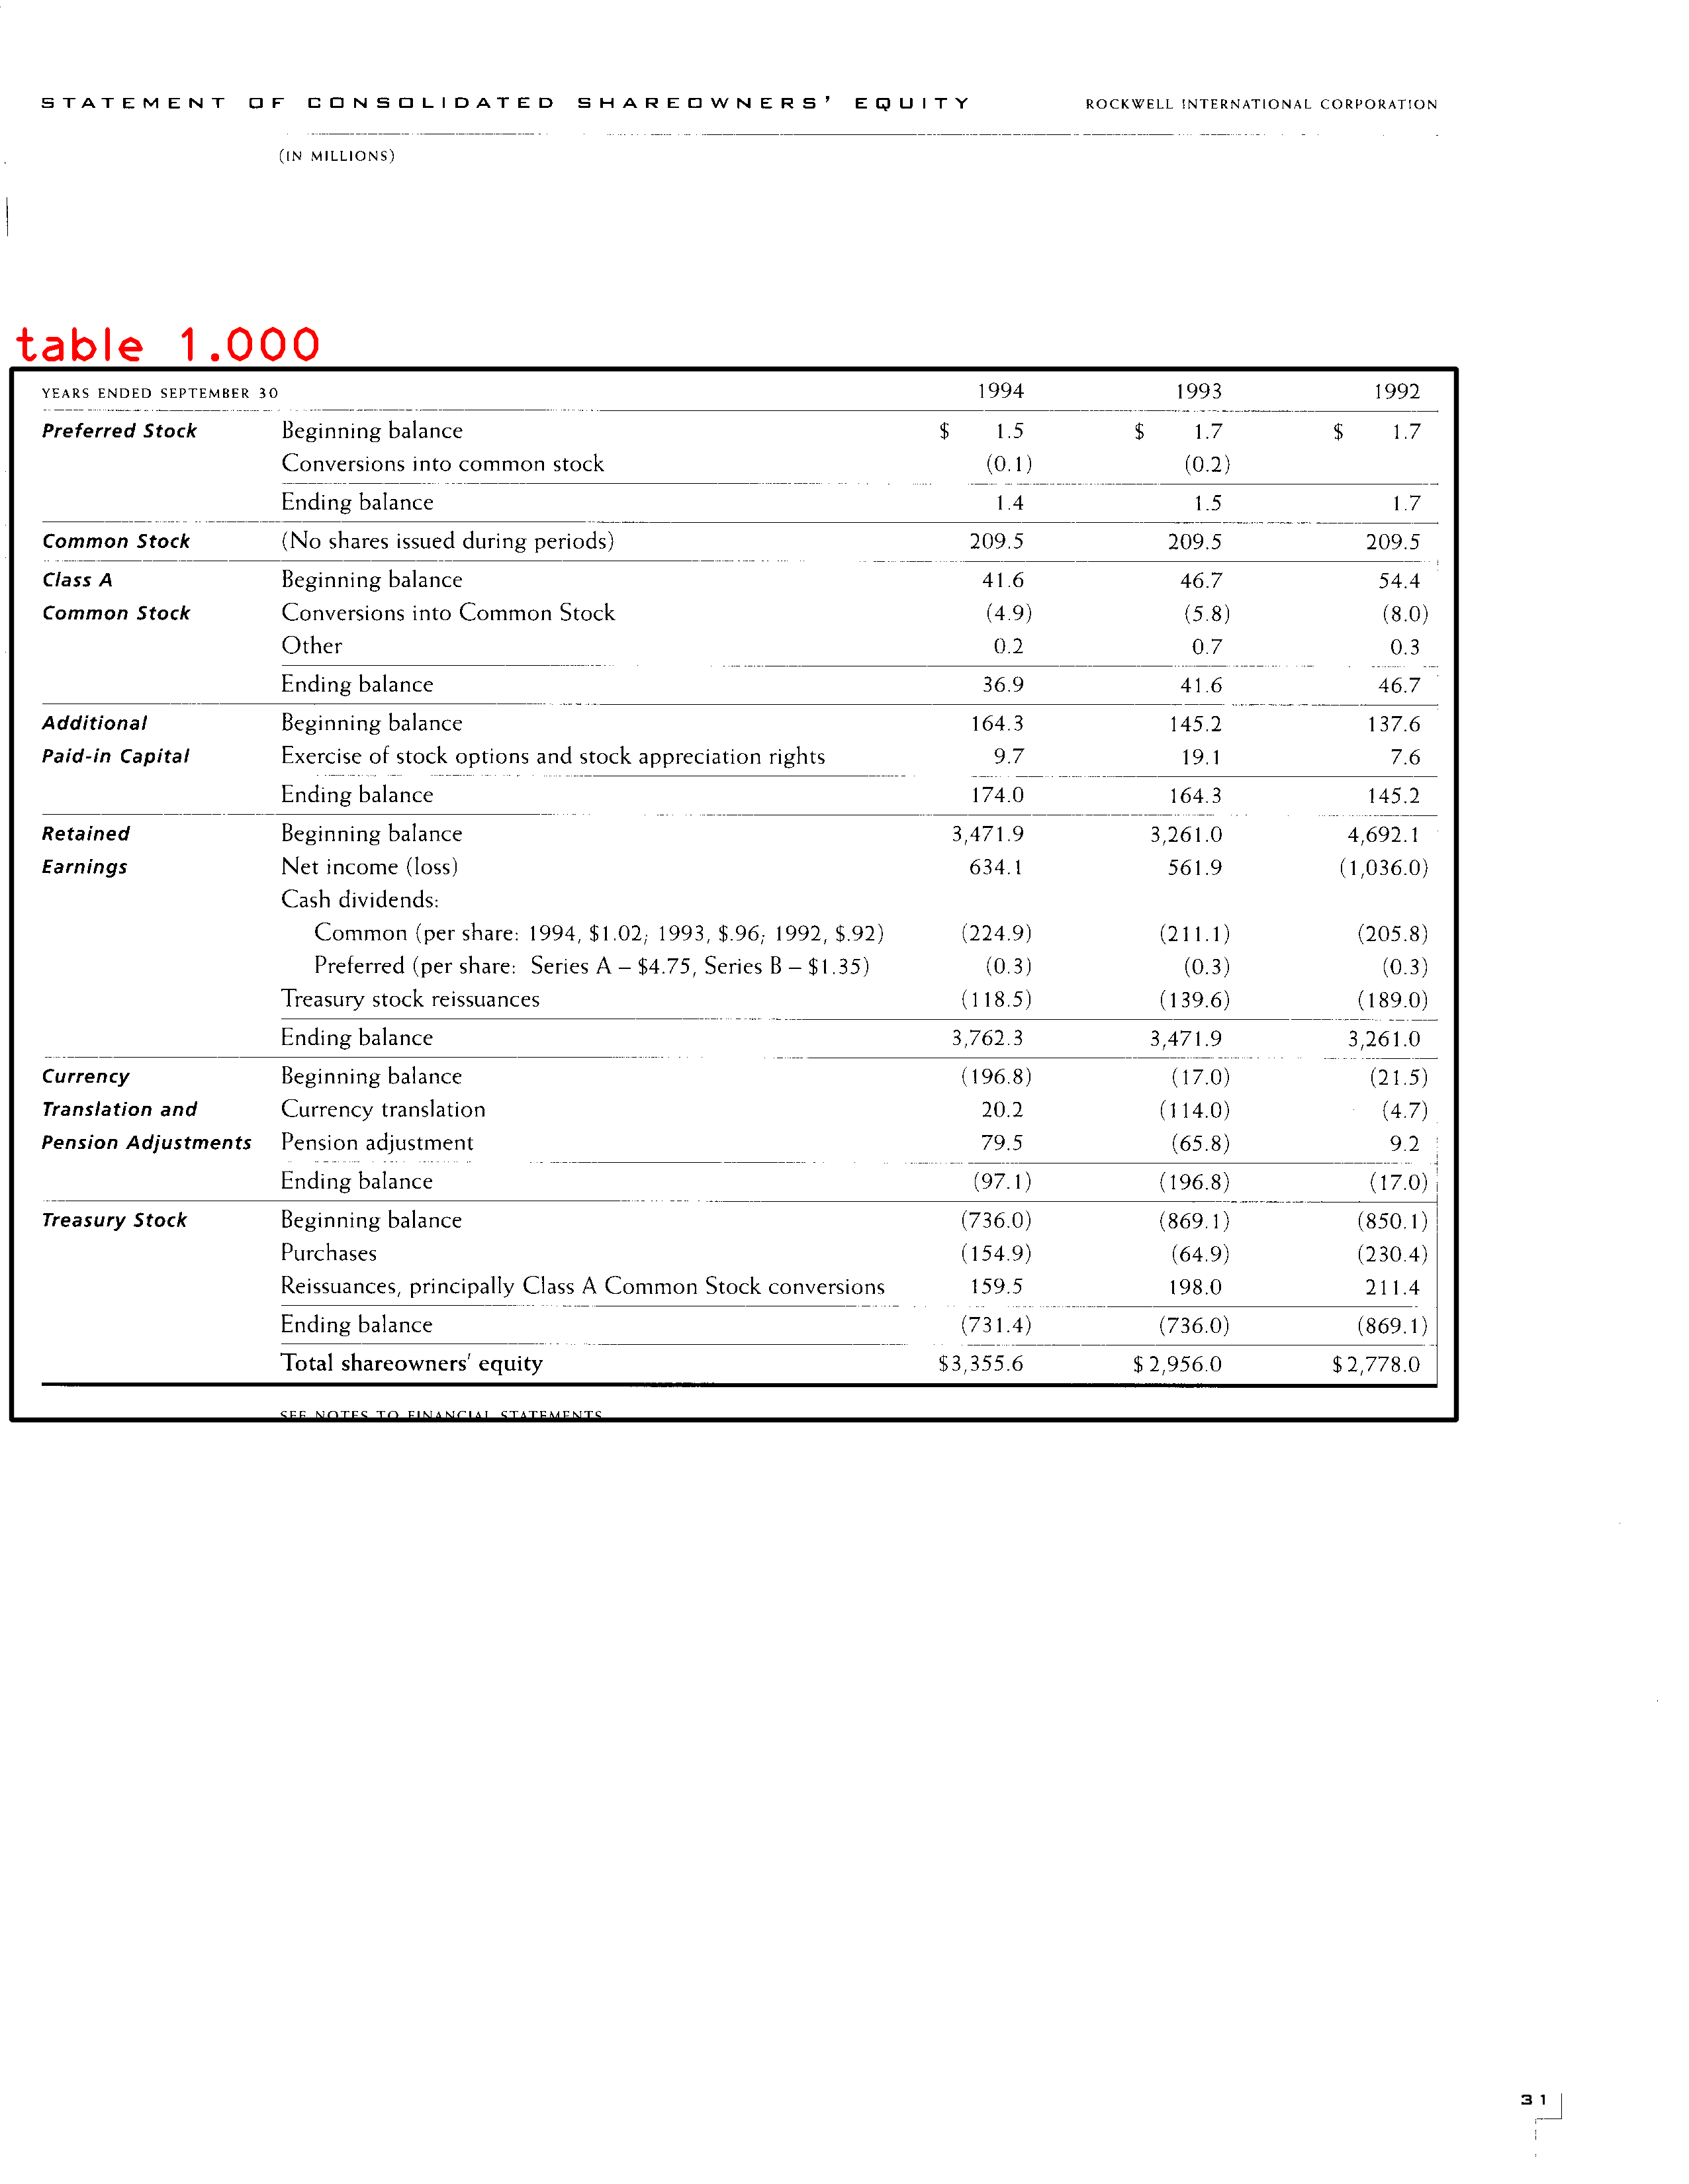 STATEMENT OF CONSOLIDATED SHAREOWNERS' EQUITY ROCKWELL INTERNATIONAL CORPORATION
(IN MILLIONS)
table 1.000
YEARS ENDED SEPTEMBER 30 1994 1993 1992
Preferred Stock Beginning balance $ 1.5 $ 1.7 $ 1.7
Conversions into common stock (0.1) (0.2)
Ending balance 1.4 1.5 1.7
Common Stock (No shares issued during periods) 209.5 209.5 209.5
Class A Beginning balance 41.6 46.7 54.4
Common Stock Conversions into Common Stock (4.9) (5.8) (8.0)
Other 0.2 0.7 0.3
Ending balance 36.9 41.6 46.7
Additional Beginning balance 164.3 145.2 137.6
Paid-in Capital Exercise of stock options and stock appreciation rights 9.7 19.1 7.6
Ending balance 174.0 164.3 145.2
Retained Beginning balance 3,471.9 3,261.0 4,692.1
Earnings Net income (loss) 634.1 561.9 (1,036.0)
Cash dividends:
Common (per share: 1994, $1.02; 1993, $.96; 1992, $.92) (224.9) (211.1) (205.8)
Preferred (per share: Series A – $4.75, Series B – $1.35) (0.3) (0.3) (0.3)
Treasury stock reissuances (118.5) (139.6) (189.0)
Ending balance 3,762.3 3,471.9 3,261.0
Currency Beginning balance (196.8) (17.0) (21.5)
Translation and Currency translation 20.2 (114.0) (4.7)
Pension Adjustments Pension adjustment 79.5 (65.8) 9.2
Ending balance (97.1) (196.8) (17.0)
Treasury Stock Beginning balance (736.0) (869.1) (850.1)
Purchases (154.9) (64.9) (230.4)
Reissuances, principally Class A Common Stock conversions 159.5 198.0 211.4
Ending balance (731.4) (736.0) (869.1)
Total shareowners' equity $3,355.6 $2,956.0 $2,778.0
SEE NOTES TO FINANCIAL STATEMENTS
31